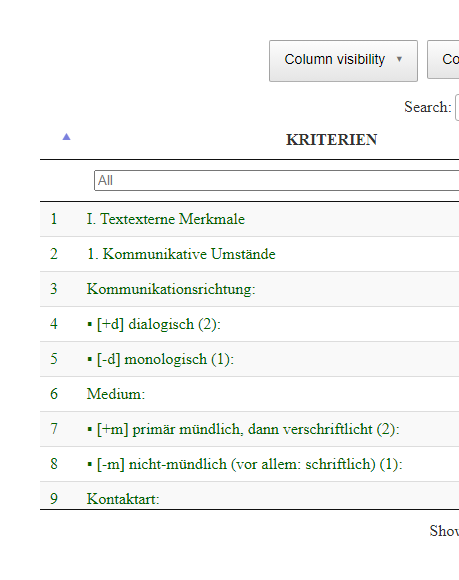 Column visibility ▼
Co
Search:
▲
KRITERIEN
All
1 I. Textexterne Merkmale
2 1. Kommunikative Umstände
3 Kommunikationsrichtung:
4 ▪ [+d] dialogisch (2):
5 ▪ [-d] monologisch (1):
6 Medium:
7 ▪ [+m] primär mündlich, dann verschriftlicht (2):
8 ▪ [-m] nicht-mündlich (vor allem: schriftlich) (1):
9 Kontaktart:
Show